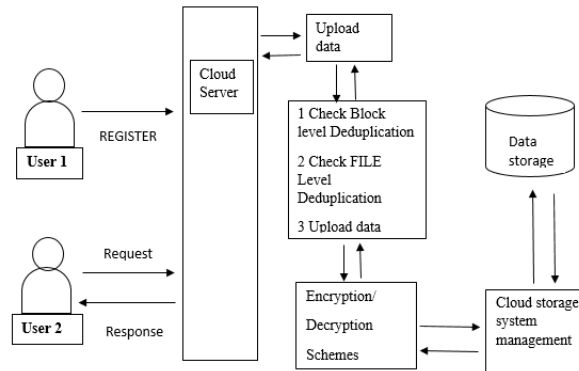 Upload
data
Cloud
Server
REGISTER
User 1
1 Check Block
level Deduplication
2 Check FILE
Level
Deduplication
3 Upload data
Data
storage
Request
Response
User 2
Encryption/
Decryption
Schemes
Cloud storage
system
management